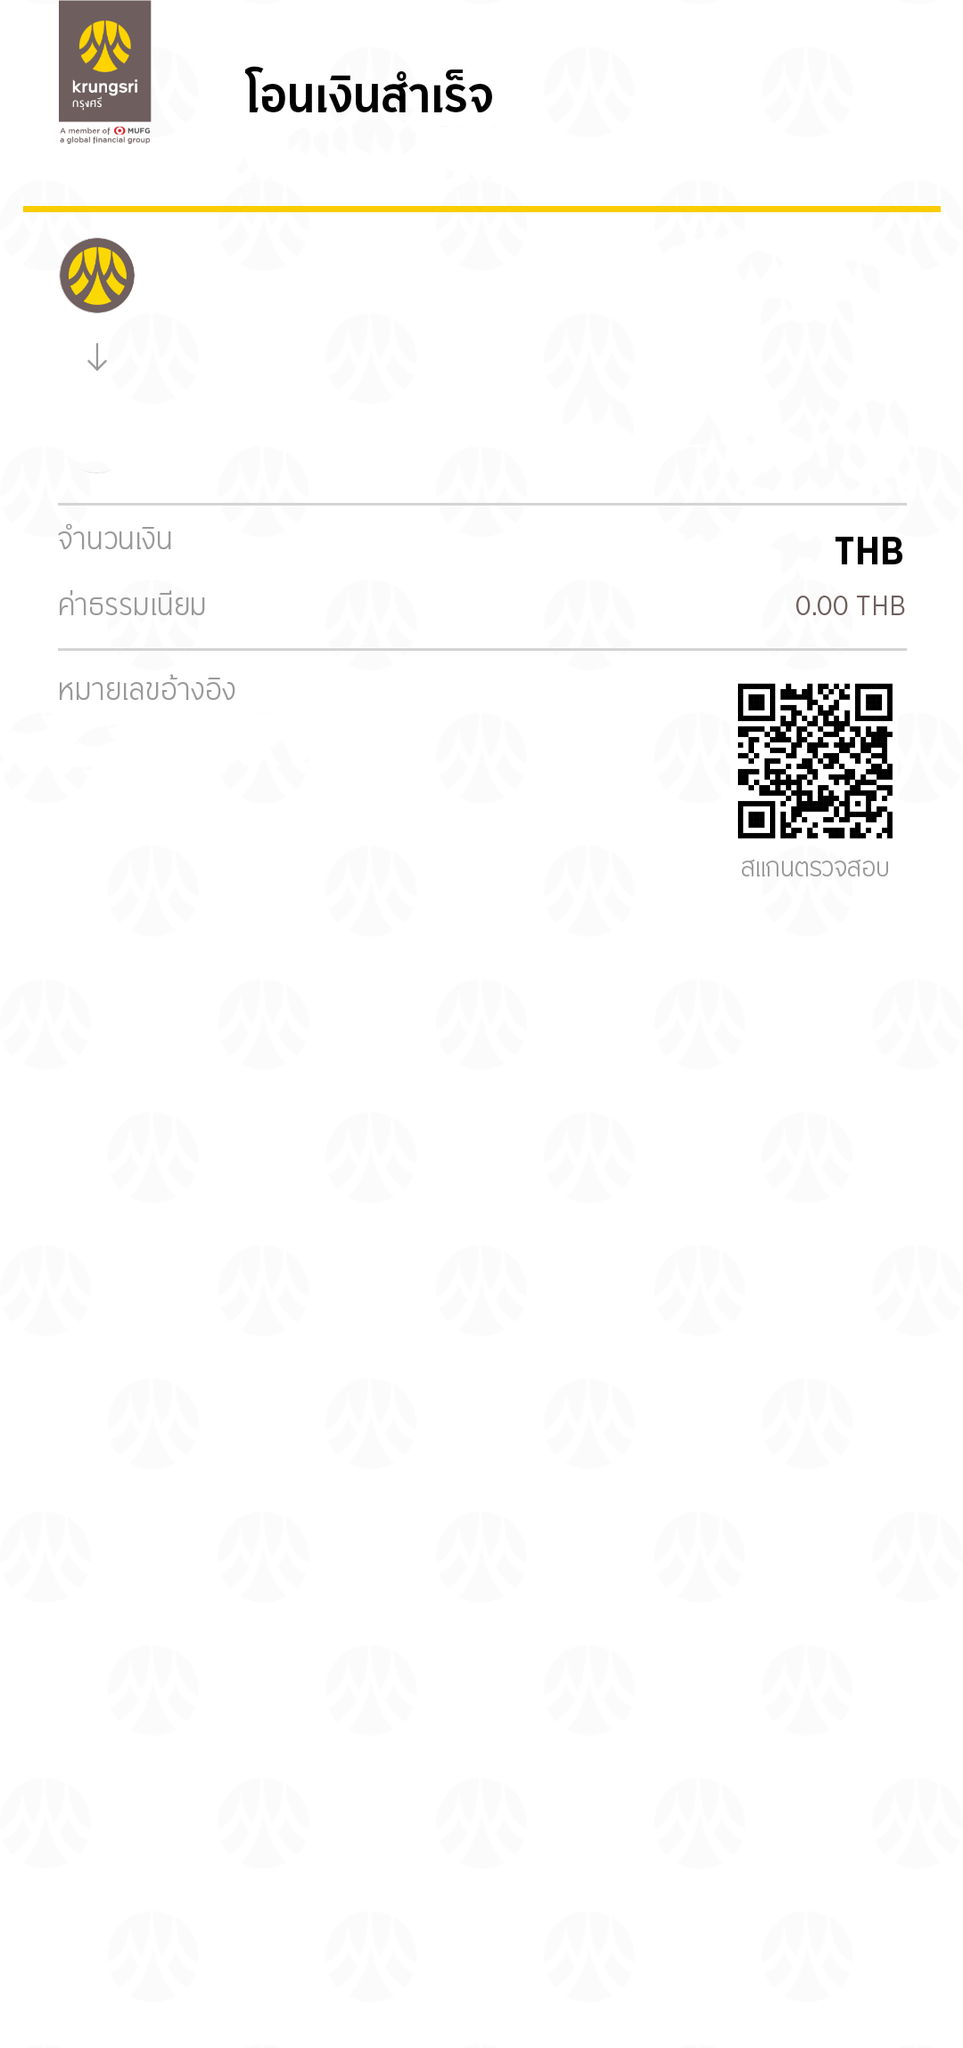 krungsri
กรุงศรี
A member of MUFG
a global financial group
โอนเงินสำเร็จ
จำนวนเงิน
THB
ค่าธรรมเนียม
0.00 THB
หมายเลขอ้างอิง
สแกนตรวจสอบ